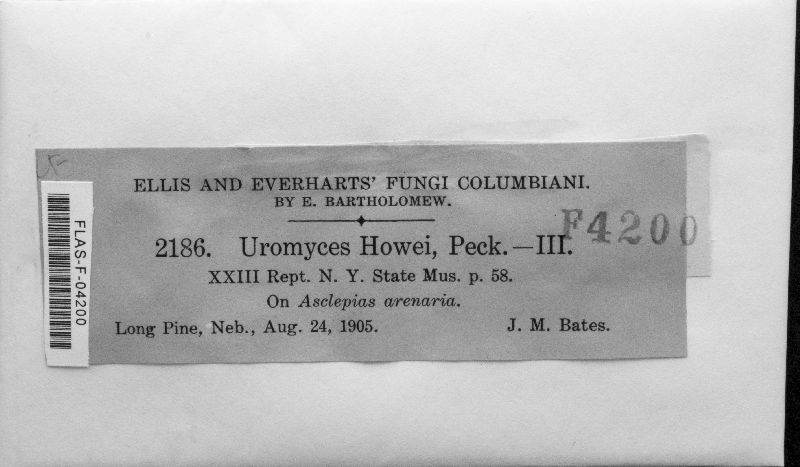 ELLIS AND EVERHARTS' FUNGI COLUMBIANI.
BY E. BARTHOLOMEW.
F4200
2186. Uromyces Howei, Peck.—III.
XXIII Rept. N. Y. State Mus. p. 58.
On Asclepias arenaria.
Long Pine, Neb., Aug. 24, 1905. J. M. Bates.
FLAS-F-04200